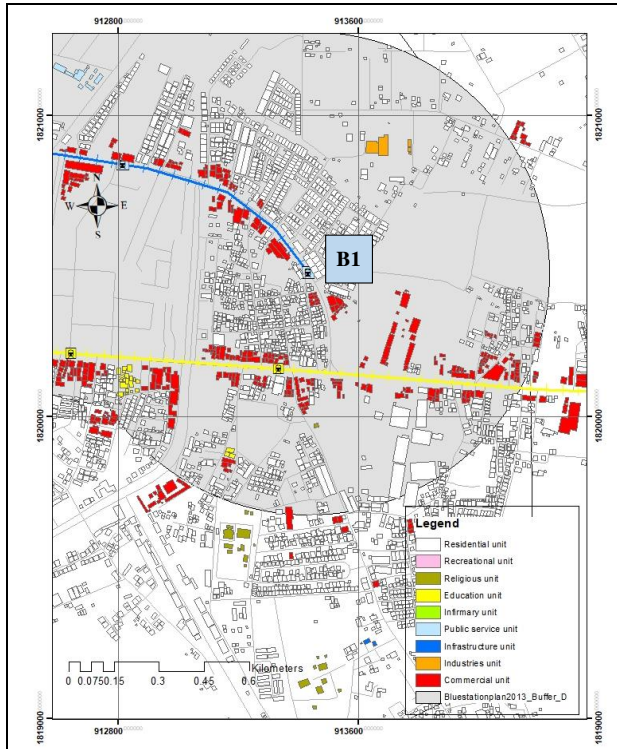 912800
913600
1821000
1821000
N
W E
S
B1
1820000
1820000
Legend
Residential unit
Recreational unit
Religious unit
Education unit
Infirmary unit
Public service unit
Infrastructure unit
Industries unit
Commercial unit
Bluestationplan2013_Buffer_D
Kilometers
0 0.0750.15 0.3 0.45 0.6
1819000
1819000
912800
913600